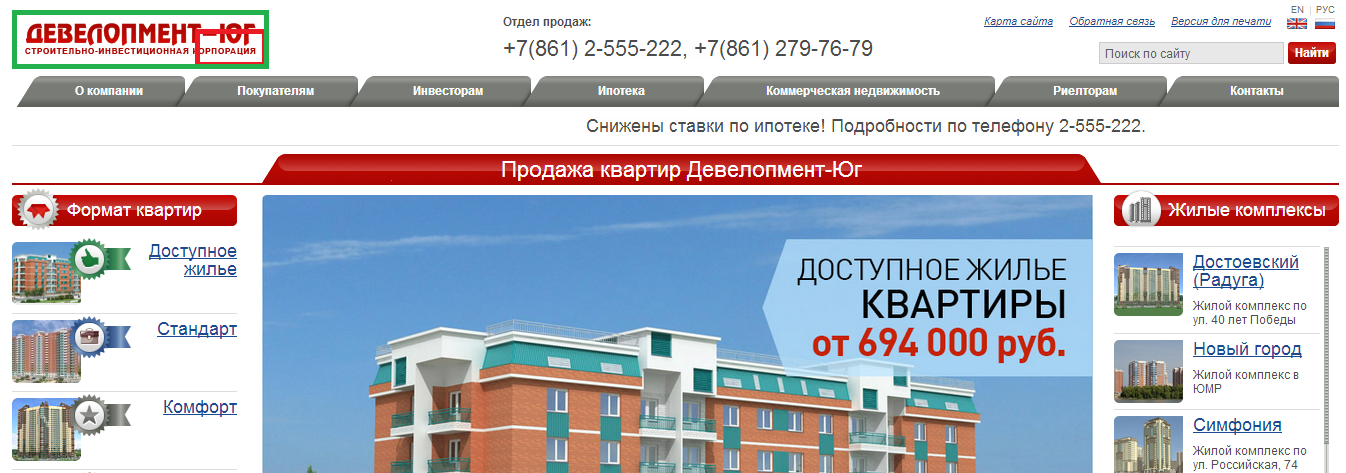 ДЕВЕЛОПМЕНТ-ЮГ
СТРОИТЕЛЬНО-ИНВЕСТИЦИОННАЯ КОРПОРАЦИЯ
Отдел продаж:
+7(861) 2-555-222, +7(861) 279-76-79
Карта сайта Обратная связь Версия для печати
EN | РУС
Поиск по сайту Найти
О компании Покупателям Инвесторам Ипотека Коммерческая недвижимость Риелторам Контакты
Снижены ставки по ипотеке! Подробности по телефону 2-555-222.
Продажа квартир Девелопмент-Юг
Формат квартир
Доступное
жилье
Стандарт
Комфорт
ДОСТУПНОЕ ЖИЛЬЕ
КВАРТИРЫ
от 694 000 руб.
Жилые комплексы
Достоевский
(Радуга)
Жилой комплекс по
ул. 40 лет Победы
Новый город
Жилой комплекс в
ЮМР
Симфония
Жилой комплекс по
ул. Российская, 74